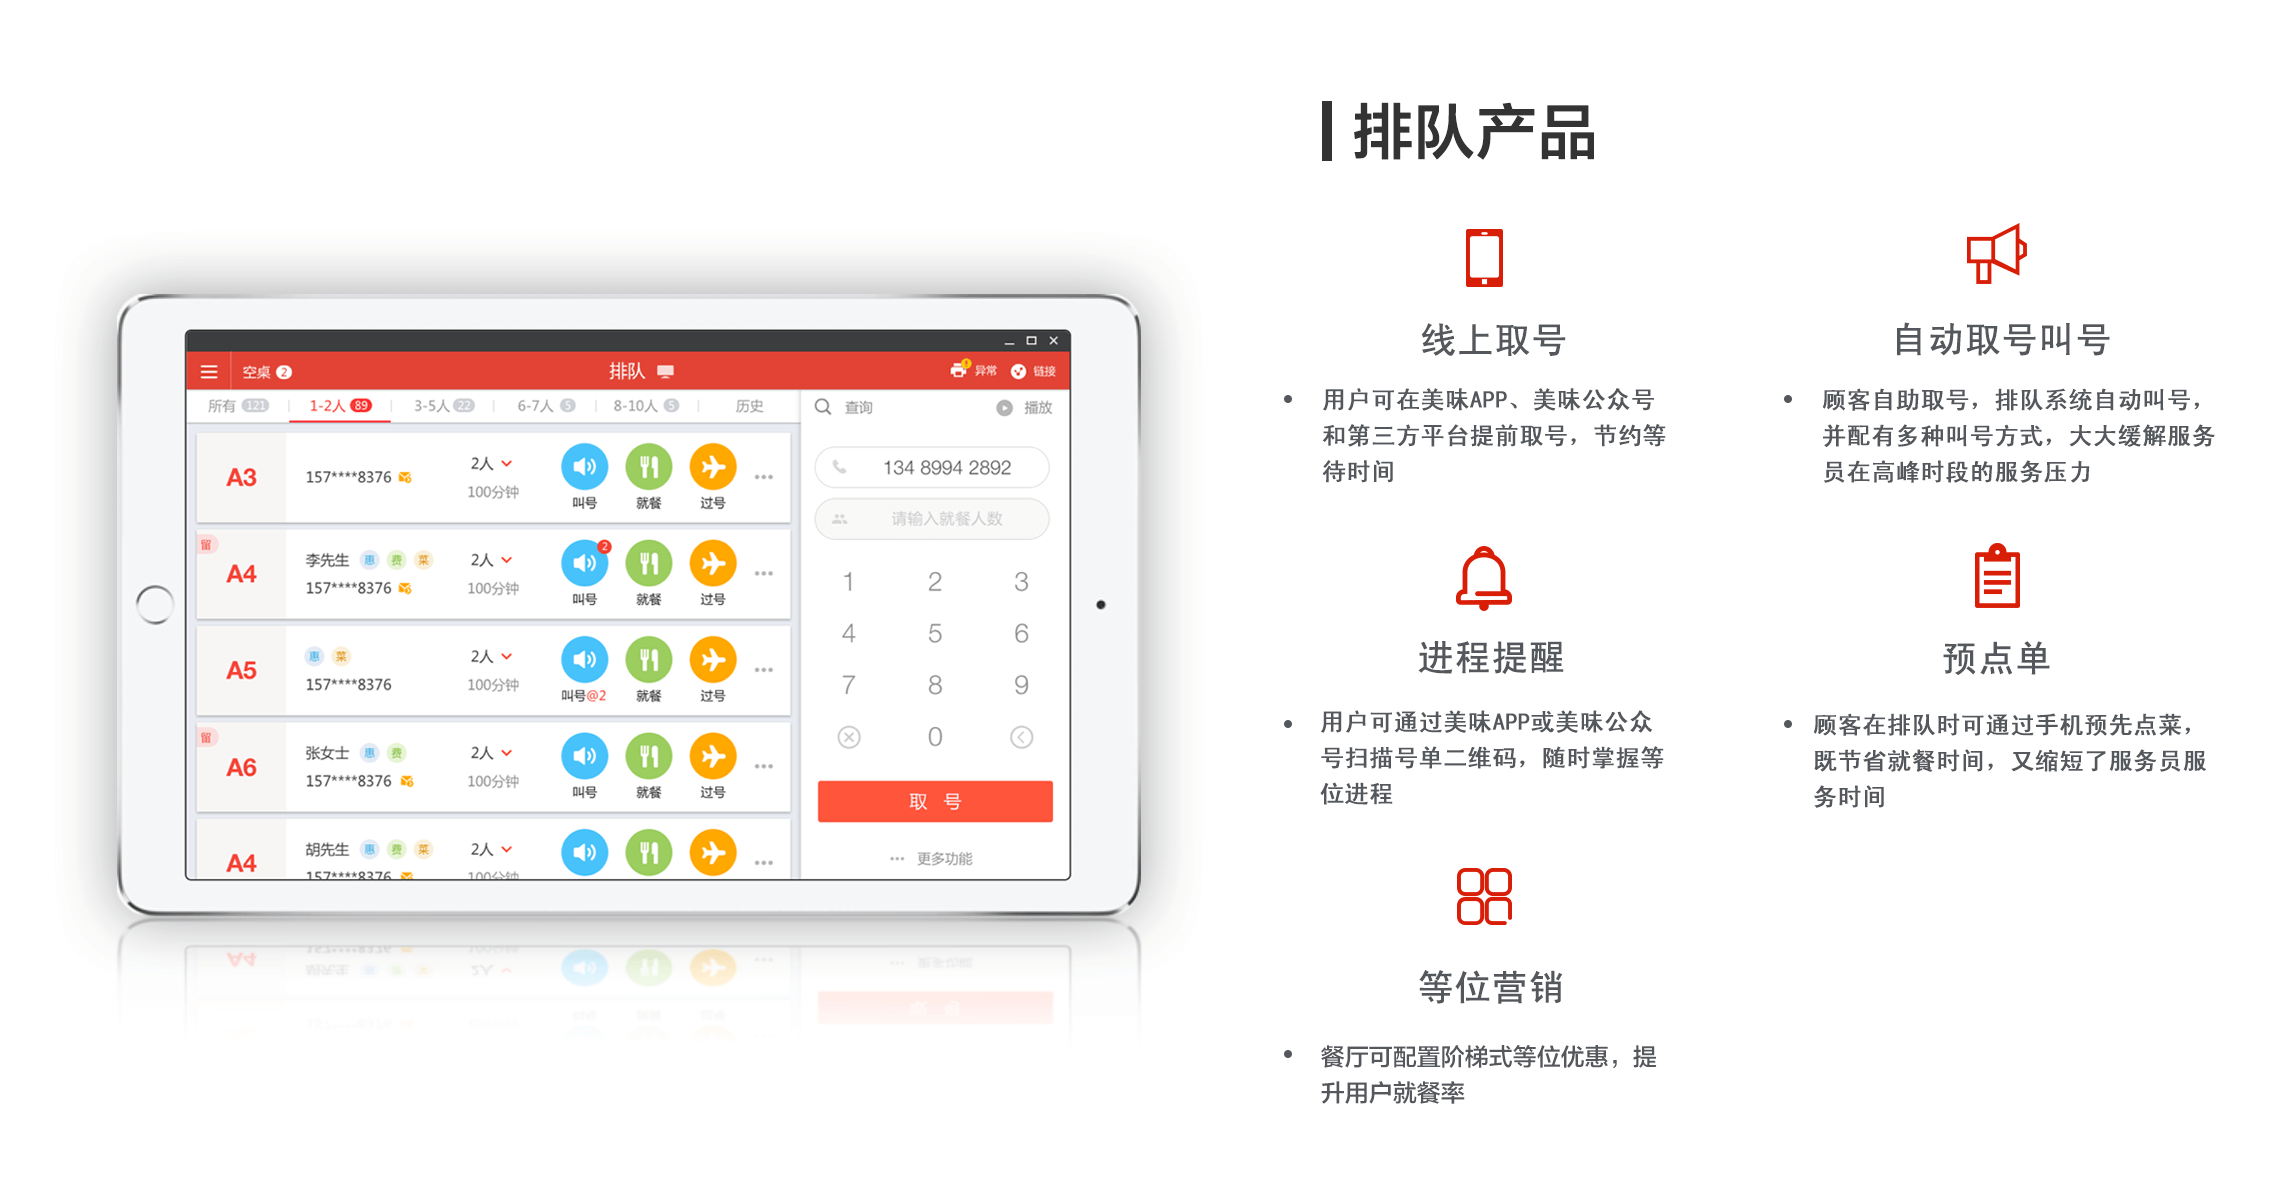 排队产品
线上取号
用户可在美味APP、美味公众号
和第三方平台提前取号，节约等
待时间
自动取号叫号
顾客自助取号，排队系统自动叫号，
并配有多种叫号方式，大大缓解服务
员在高峰时段的服务压力
进程提醒
用户可通过美味APP或美味公众
号扫描号单二维码，随时掌握等
位进程
预点单
顾客在排队时可通过手机预先点菜，
既节省就餐时间，又缩短了服务员服
务时间
等位营销
餐厅可配置阶梯式等位优惠，提
升用户就餐率
空桌 2
排队
异常
链接
所有 121
1-2人 89
3-5人 22
6-7人 5
8-10人 5
历史
查询
播放
A3
157****8376
2人
100分钟
叫号
就餐
过号
留
A4
李先生 惠 费 菜
157****8376
2人
100分钟
2
叫号
就餐
过号
A5
惠 菜
157****8376
2人
100分钟
叫号@2
就餐
过号
留
A6
张女士 惠 费
157****8376
2人
100分钟
叫号
就餐
过号
A4
胡先生 惠 费 菜
157****8376
2人
100分钟
134 8994 2892
请输入就餐人数
1 2 3
4 5 6
7 8 9
0
取 号
更多功能